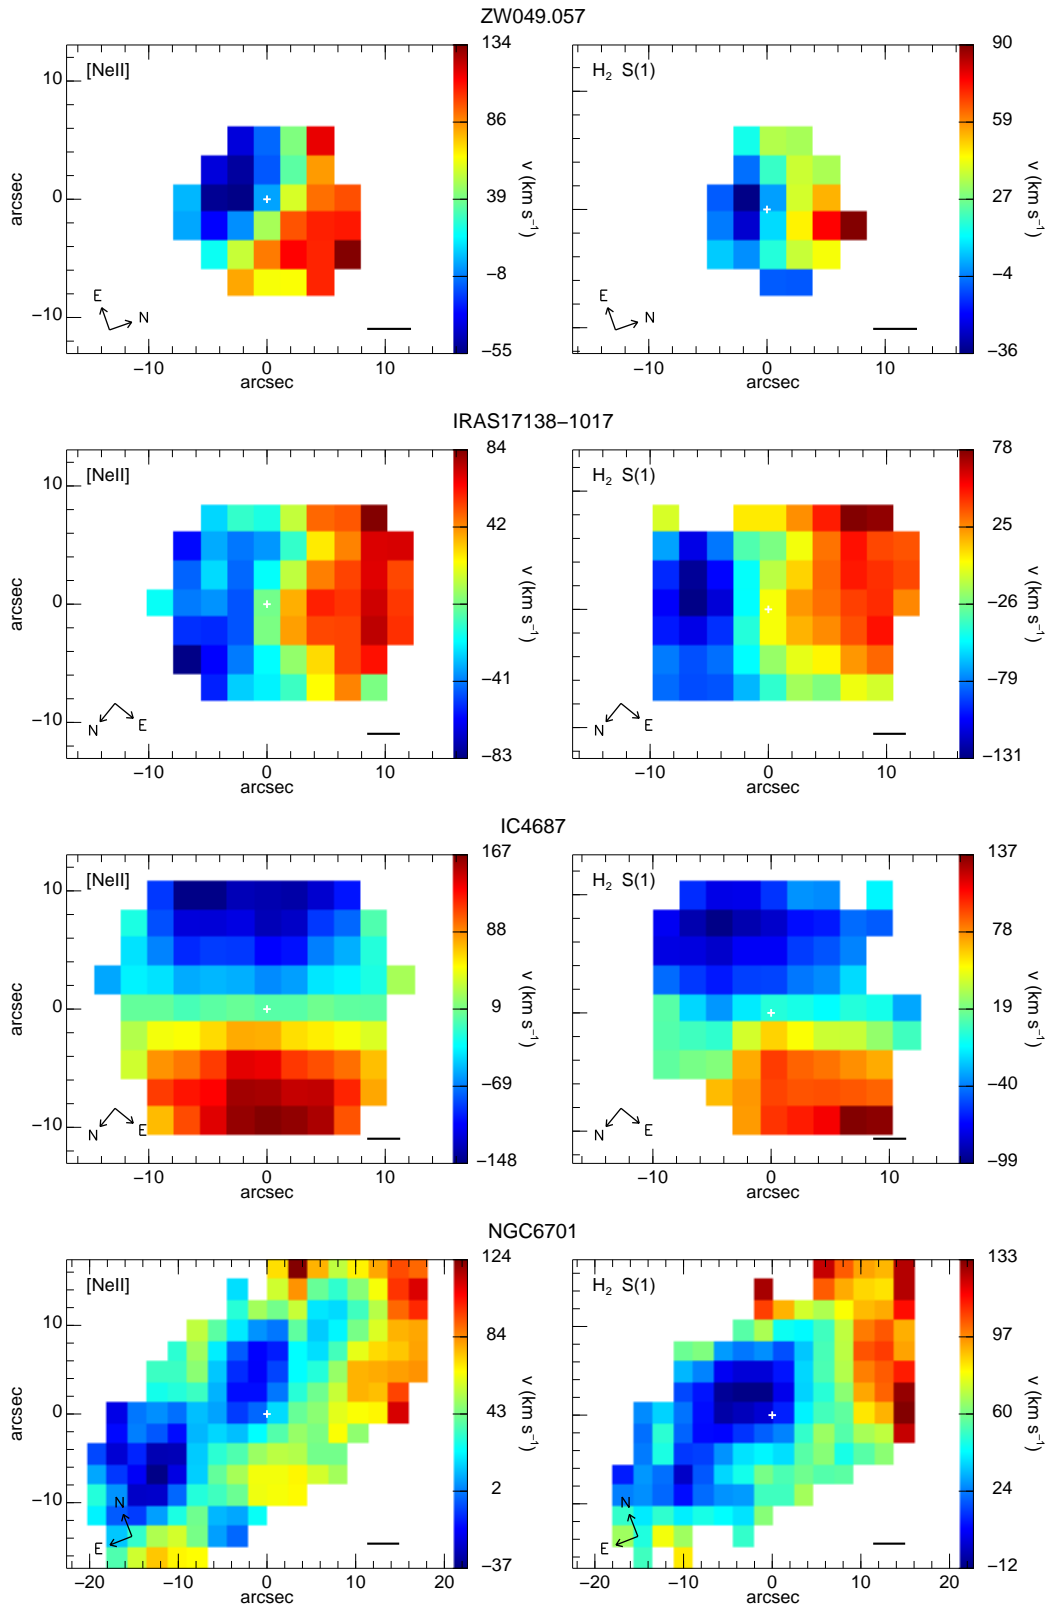 ZW049.057
[NeII]
134
86
39
−8
−55
v (km s⁻¹)
10
0
−10
arcsec
E
N
−10
0
10
arcsec
H₂ S(1)
90
59
27
−4
−36
v (km s⁻¹)
E
N
−10
0
10
arcsec
IRAS17138−1017
[NeII]
84
42
0
−41
−83
v (km s⁻¹)
10
0
−10
arcsec
N
E
−10
0
10
arcsec
H₂ S(1)
78
25
−26
−79
−131
v (km s⁻¹)
N
E
−10
0
10
arcsec
IC4687
[NeII]
167
88
9
−69
−148
v (km s⁻¹)
10
0
−10
arcsec
N
E
−10
0
10
arcsec
H₂ S(1)
137
78
19
−40
−99
v (km s⁻¹)
N
E
−10
0
10
arcsec
NGC6701
[NeII]
124
84
43
2
−37
v (km s⁻¹)
10
0
−10
arcsec
N
E
−20
−10
0
10
20
arcsec
H₂ S(1)
133
97
60
24
−12
v (km s⁻¹)
N
E
−20
−10
0
10
20
arcsec